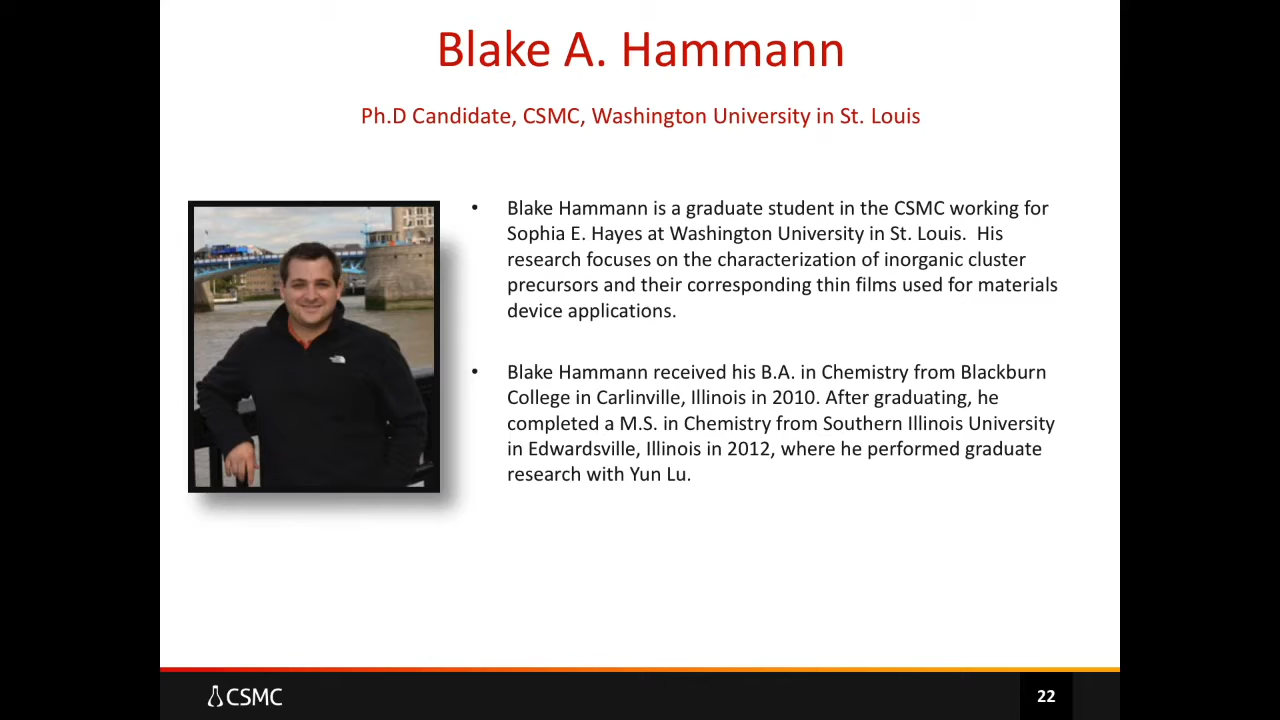 Blake A. Hammann
Ph.D Candidate, CSMC, Washington University in St. Louis
• Blake Hammann is a graduate student in the CSMC working for
Sophia E. Hayes at Washington University in St. Louis.  His
research focuses on the characterization of inorganic cluster
precursors and their corresponding thin films used for materials
device applications.
• Blake Hammann received his B.A. in Chemistry from Blackburn
College in Carlinville, Illinois in 2010. After graduating, he
completed a M.S. in Chemistry from Southern Illinois University
in Edwardsville, Illinois in 2012, where he performed graduate
research with Yun Lu.
CSMC
22